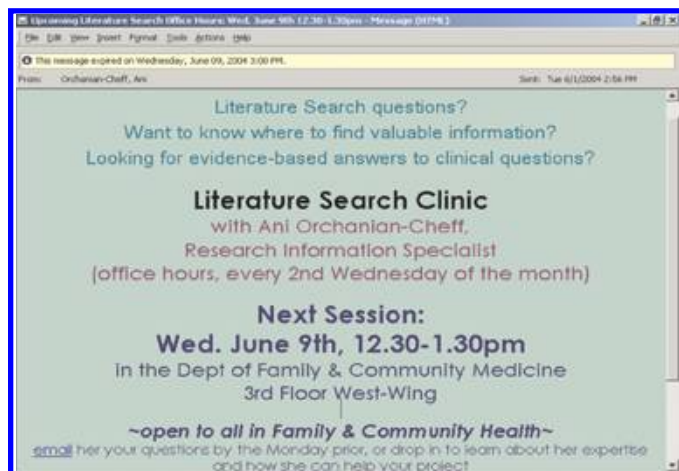 Upcoming Literature Search Office Hours: Wed. June 9th 12.30-1.30pm - Message (HTML)
File Edit View Insert Format Tools Actions Help
This message expired on Wednesday, June 09, 2004 3:00 PM.
From: Orchanian-Cheff, Ani Sent: Tue 6/1/2004 2:56 PM
Literature Search questions?
Want to know where to find valuable information?
Looking for evidence-based answers to clinical questions?
Literature Search Clinic
with Ani Orchanian-Cheff,
Research Information Specialist
(office hours, every 2nd Wednesday of the month)
Next Session:
Wed. June 9th, 12.30-1.30pm
in the Dept of Family & Community Medicine
3rd Floor West-Wing
~open to all in Family & Community Health~
email her your questions by the Monday prior, or drop in to learn about her expertise
and how she can help your project